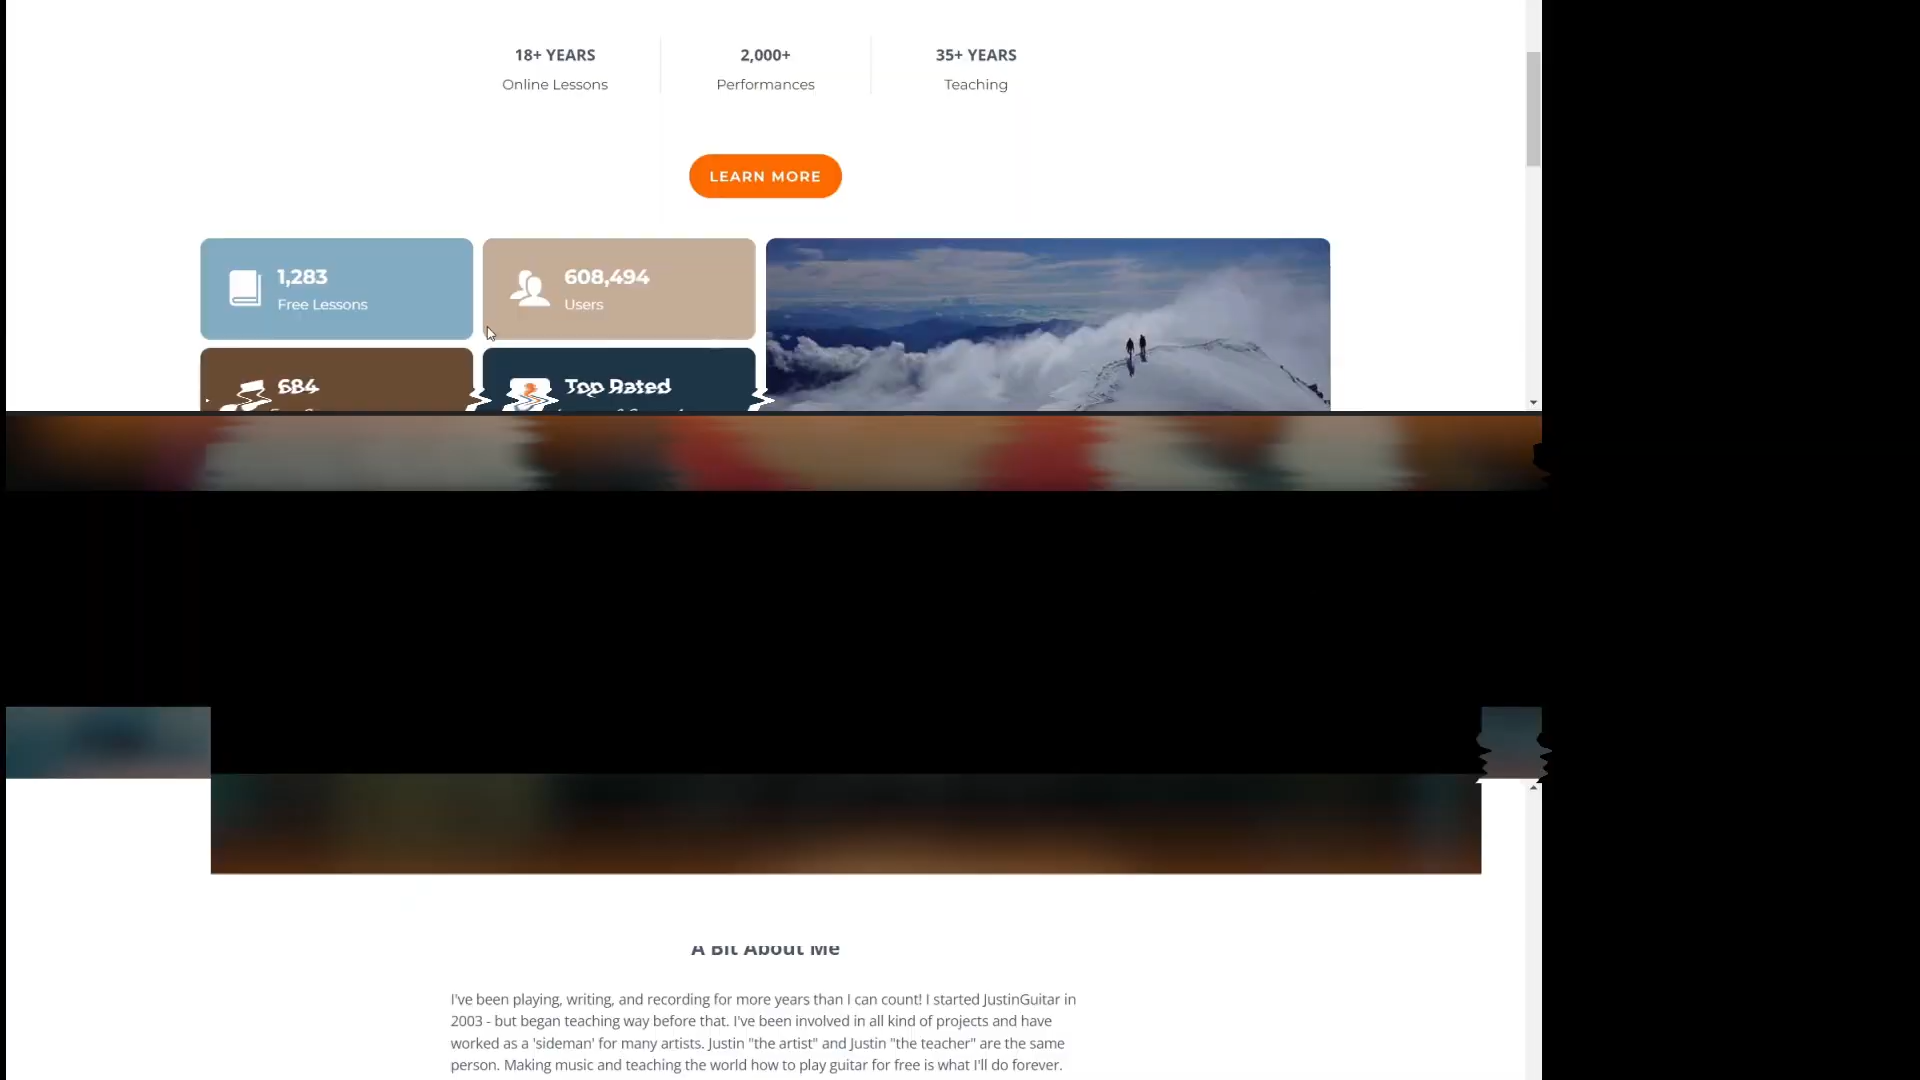 18+ YEARS
2,000+
35+ YEARS
Online Lessons
Performances
Teaching
LEARN MORE
1,283
Free Lessons
608,494
Users
684
Top Rated
A Bit About Me
I've been playing, writing, and recording for more years than I can count! I started JustinGuitar in
2003 - but began teaching way before that. I've been involved in all kind of projects and have
worked as a 'sideman' for many artists. Justin "the artist" and Justin "the teacher" are the same
person. Making music and teaching the world how to play guitar for free is what I'll do forever.